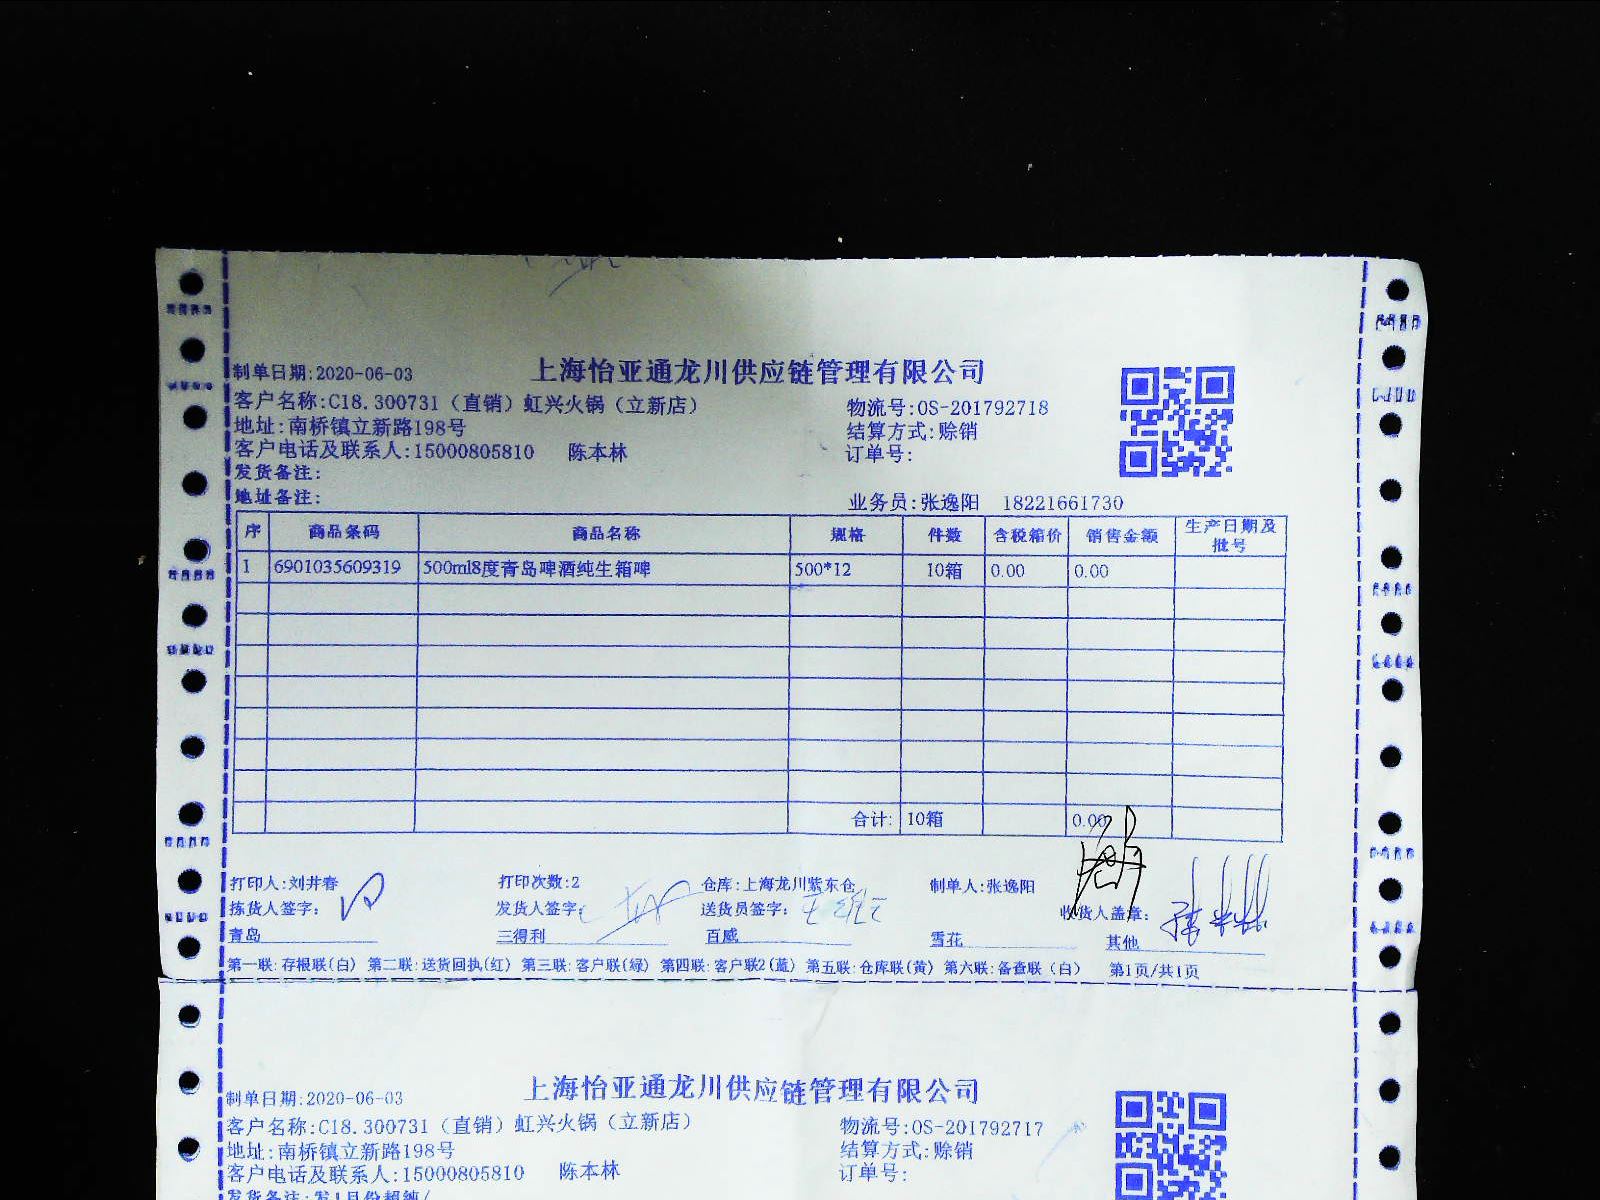 上海怡亚通龙川供应链管理有限公司
制单日期:2020-06-03
客户名称:C18.300731（直销）虹兴火锅（立新店） 物流号:OS-201792718
地址:南桥镇立新路198号 结算方式:赊销
客户电话及联系人:15000805810 陈本林 订单号:
发货备注:
地址备注: 业务员:张逸阳 18221661730
序 商品条码 商品名称 规格 件数 含税箱价 销售金额 生产日期及批号
1 6901035609319 500ml8度青岛啤酒纯生箱啤 500*12 10箱 0.00 0.00
合计: 10箱 0.00
打印人:刘井春 打印次数:2 仓库:上海龙川紫东仓 制单人:张逸阳
拣货人签字: 发货人签字: 送货员签字: 收货人盖章:
青岛 三得利 百威 雪花 其他
第一联:存根联(白) 第二联:送货回执(红) 第三联:客户联(绿) 第四联:客户联2(蓝) 第五联:仓库联(黄) 第六联:备查联（白） 第1页/共1页
上海怡亚通龙川供应链管理有限公司
制单日期:2020-06-03
客户名称:C18.300731（直销）虹兴火锅（立新店） 物流号:OS-201792717
地址:南桥镇立新路198号 结算方式:赊销
客户电话及联系人:15000805810 陈本林 订单号:
发货备注:发1月份超纯/